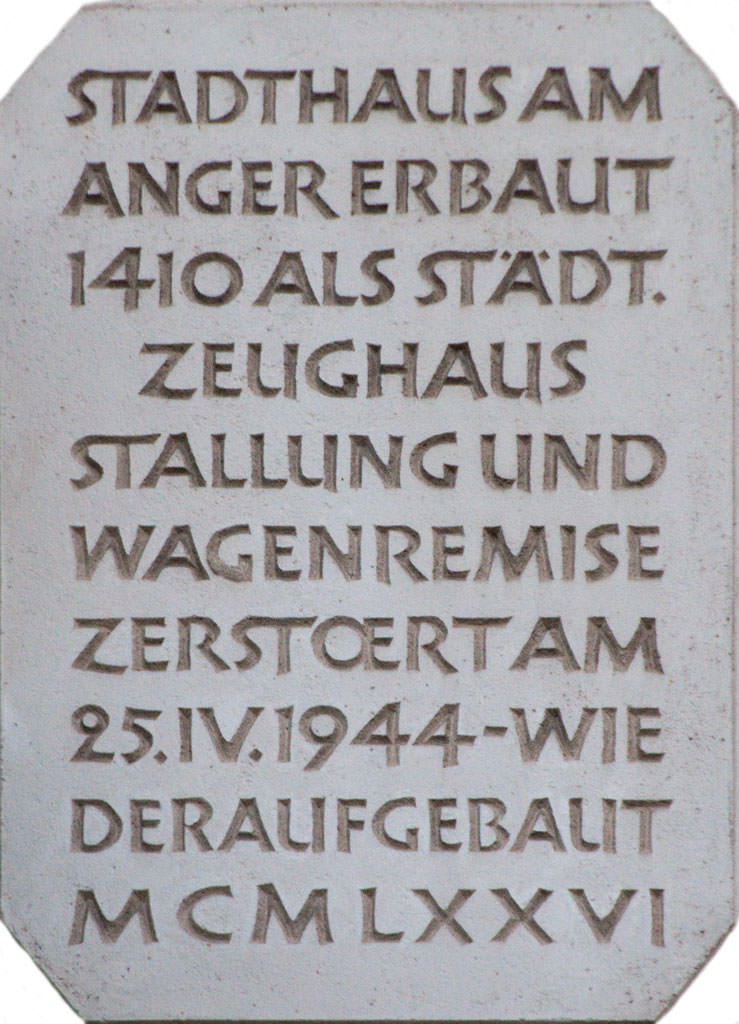 STADTHAUS AM
ANGER ERBAUT
1410 ALS STÄDT.
ZEUGHAUS
STALLUNG UND
WAGENREMISE
ZERSTŒRT AM
25.IV.1944-WIE
DERAUFGEBAUT
MCMLXXVI